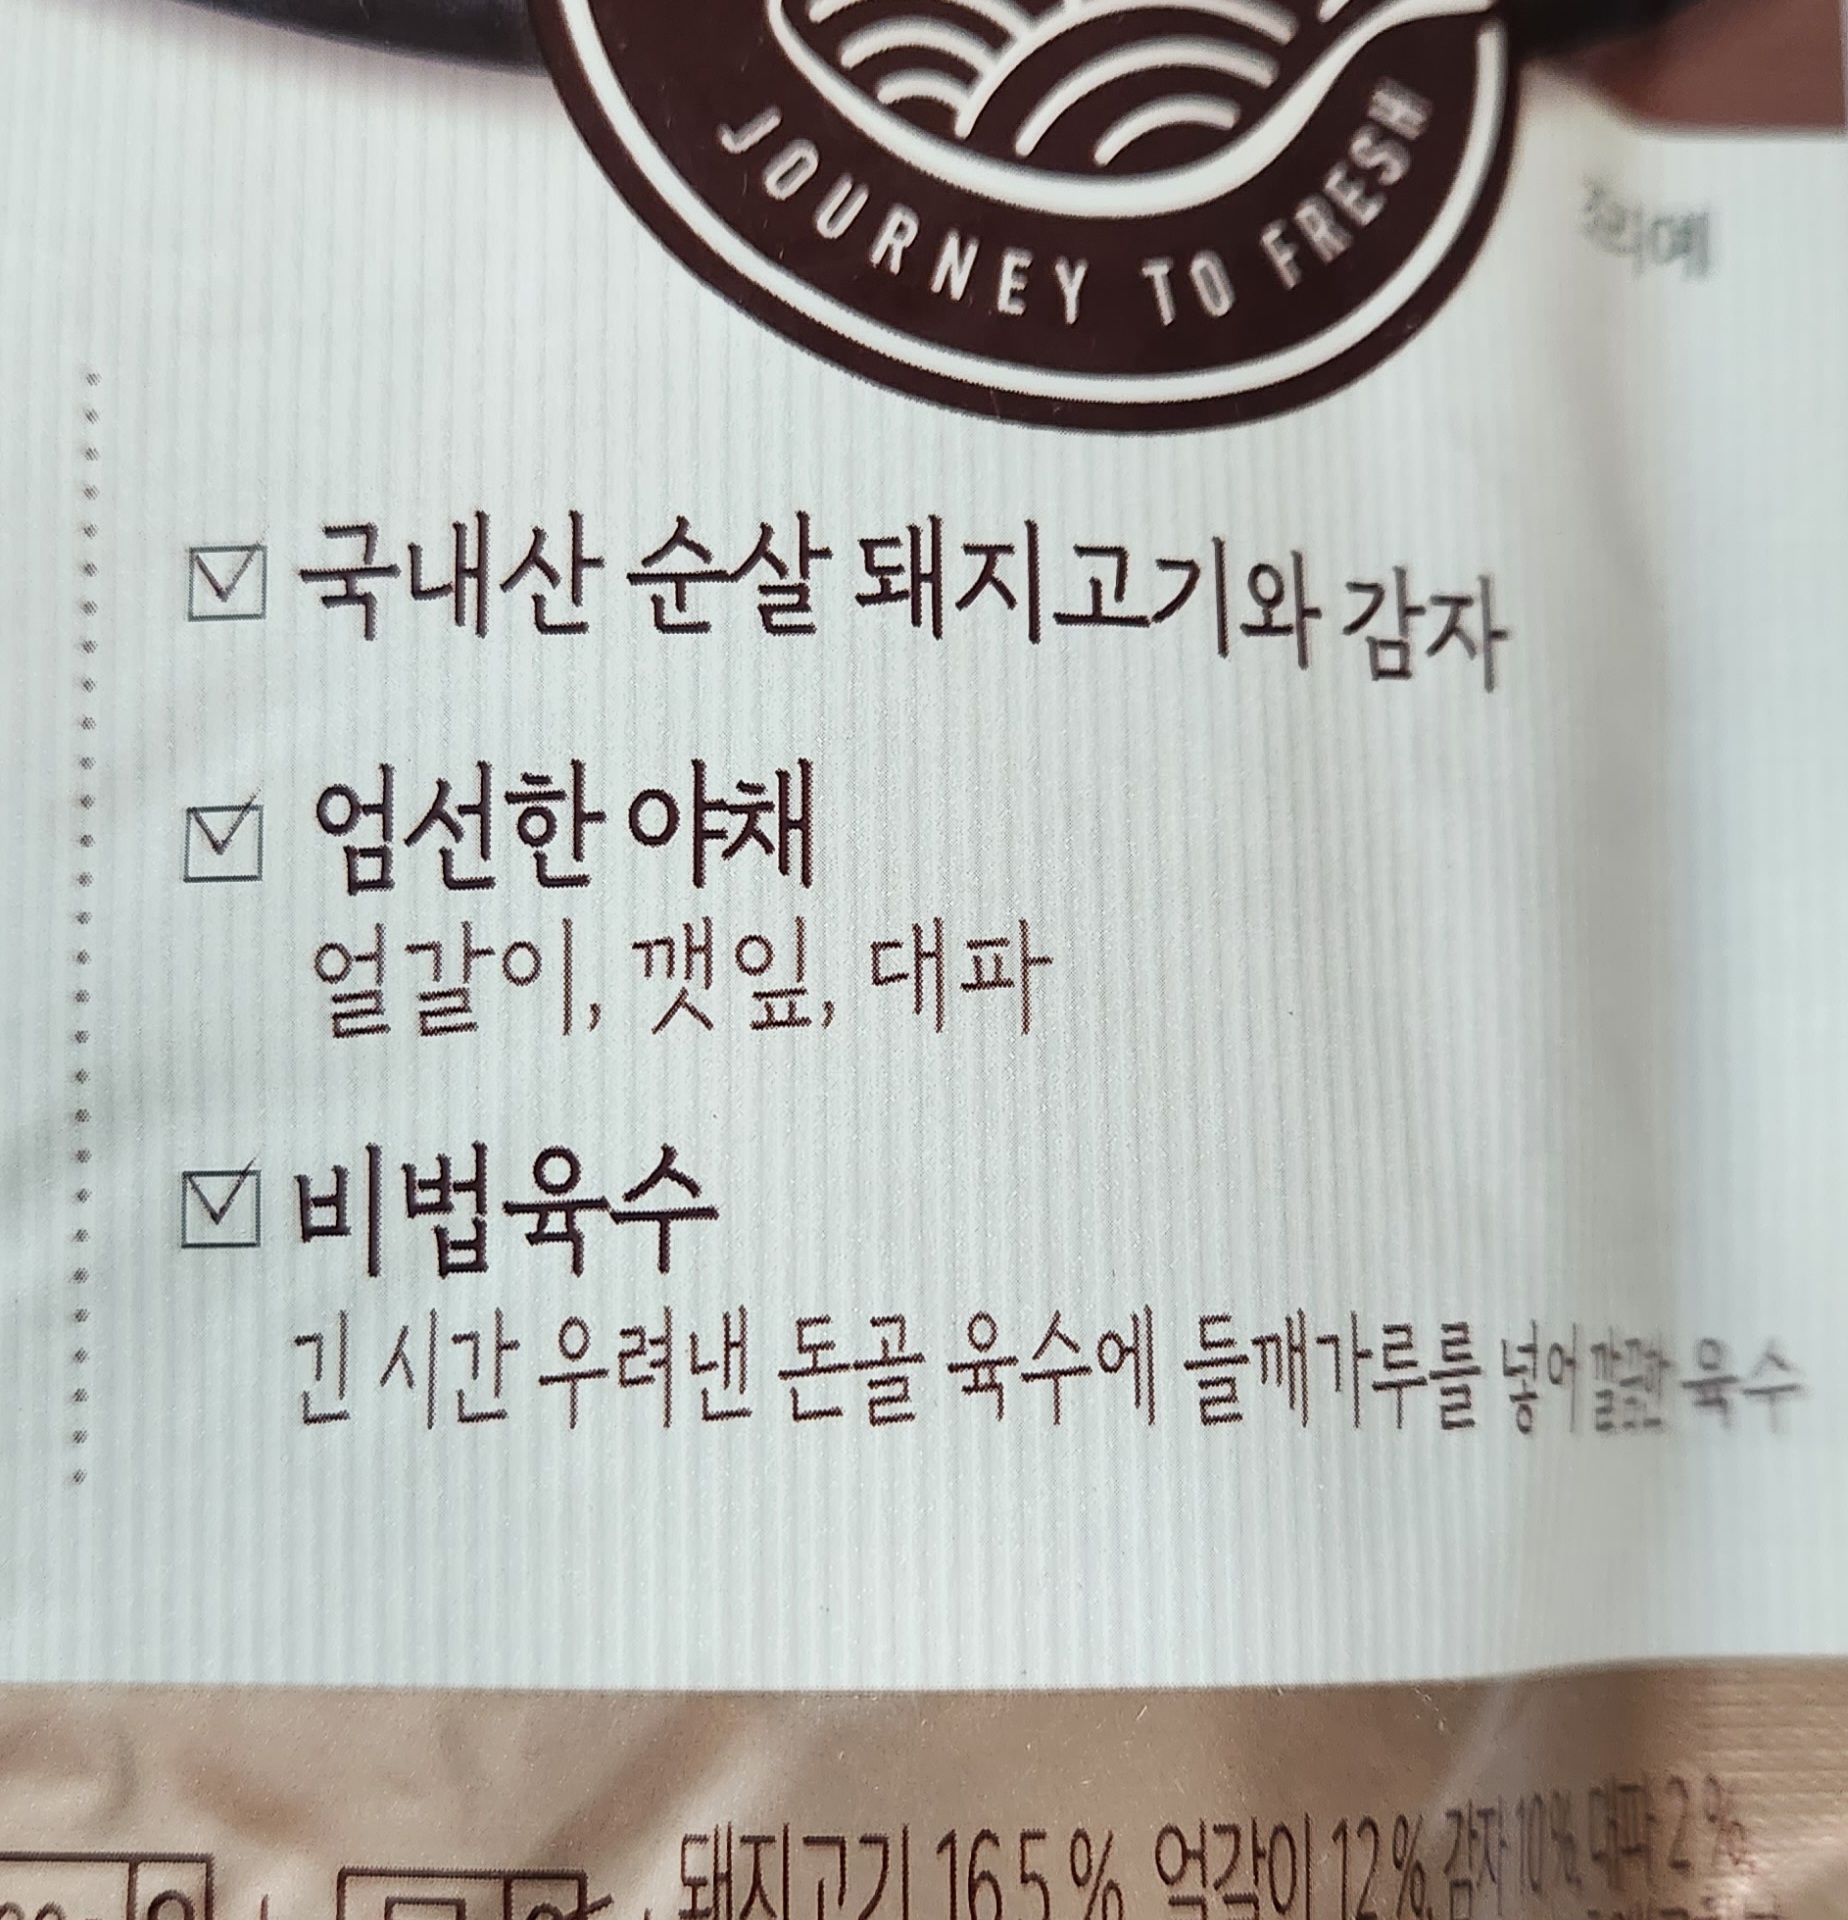 JOURNEY TO FRESH
조리예
국내산 순살 돼지고기와 감자
엄선한 야채
얼갈이, 깻잎, 대파
비법육수
긴 시간 우려낸 돈골 육수에 들깨가루를 넣어 깔끔한 육수
돼지고기 16.5 %, 얼갈이 12 %, 감자 10 %, 대파 2 %,